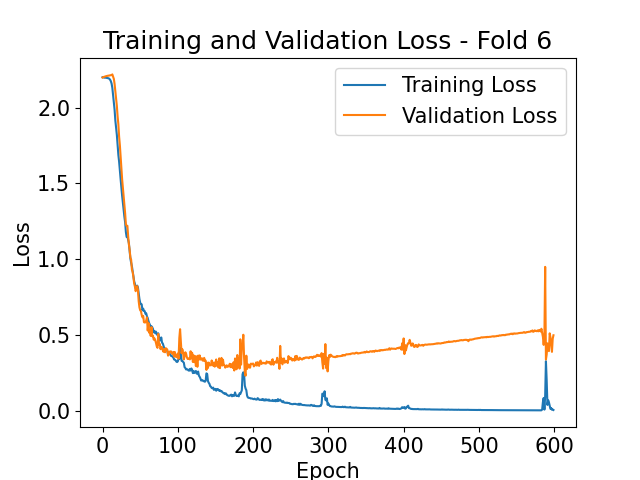 Training and Validation Loss - Fold 6
Training Loss
Validation Loss
Loss
2.0
1.5
1.0
0.5
0.0
0 100 200 300 400 500 600
Epoch